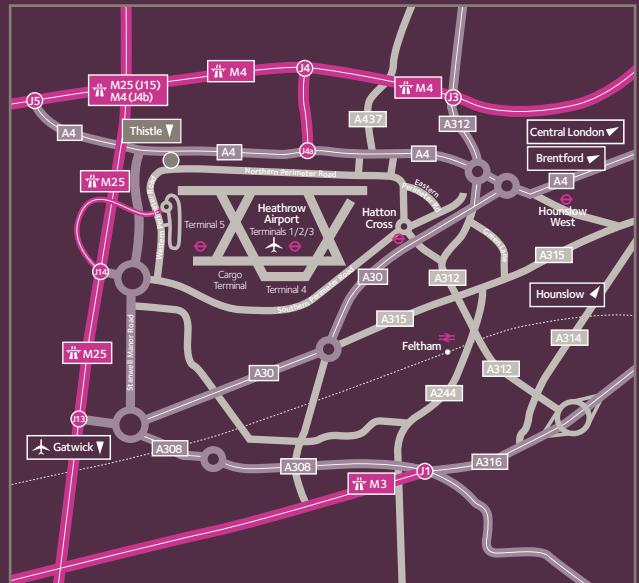 J4
M4
J5
M25 (J15)
M4 (J4b)
M4
J3
A437
A312
A4
Thistle
A4
J4a
A4
Central London
Brentford
A4
Northern Perimeter Road
M25
Eastern
Perimeter Rd
Heathrow
Airport
Terminals 1/2/3
Terminal 5
Hatton
Cross
Hounslow
West
A315
J14
Cargo
Terminal
Terminal 4
Southern Perimeter Road
A30
A312
Hounslow
Stanwell Manor Road
A315
A314
Feltham
M25
A30
A312
A244
J13
Gatwick
A308
A308
J1
A316
M3